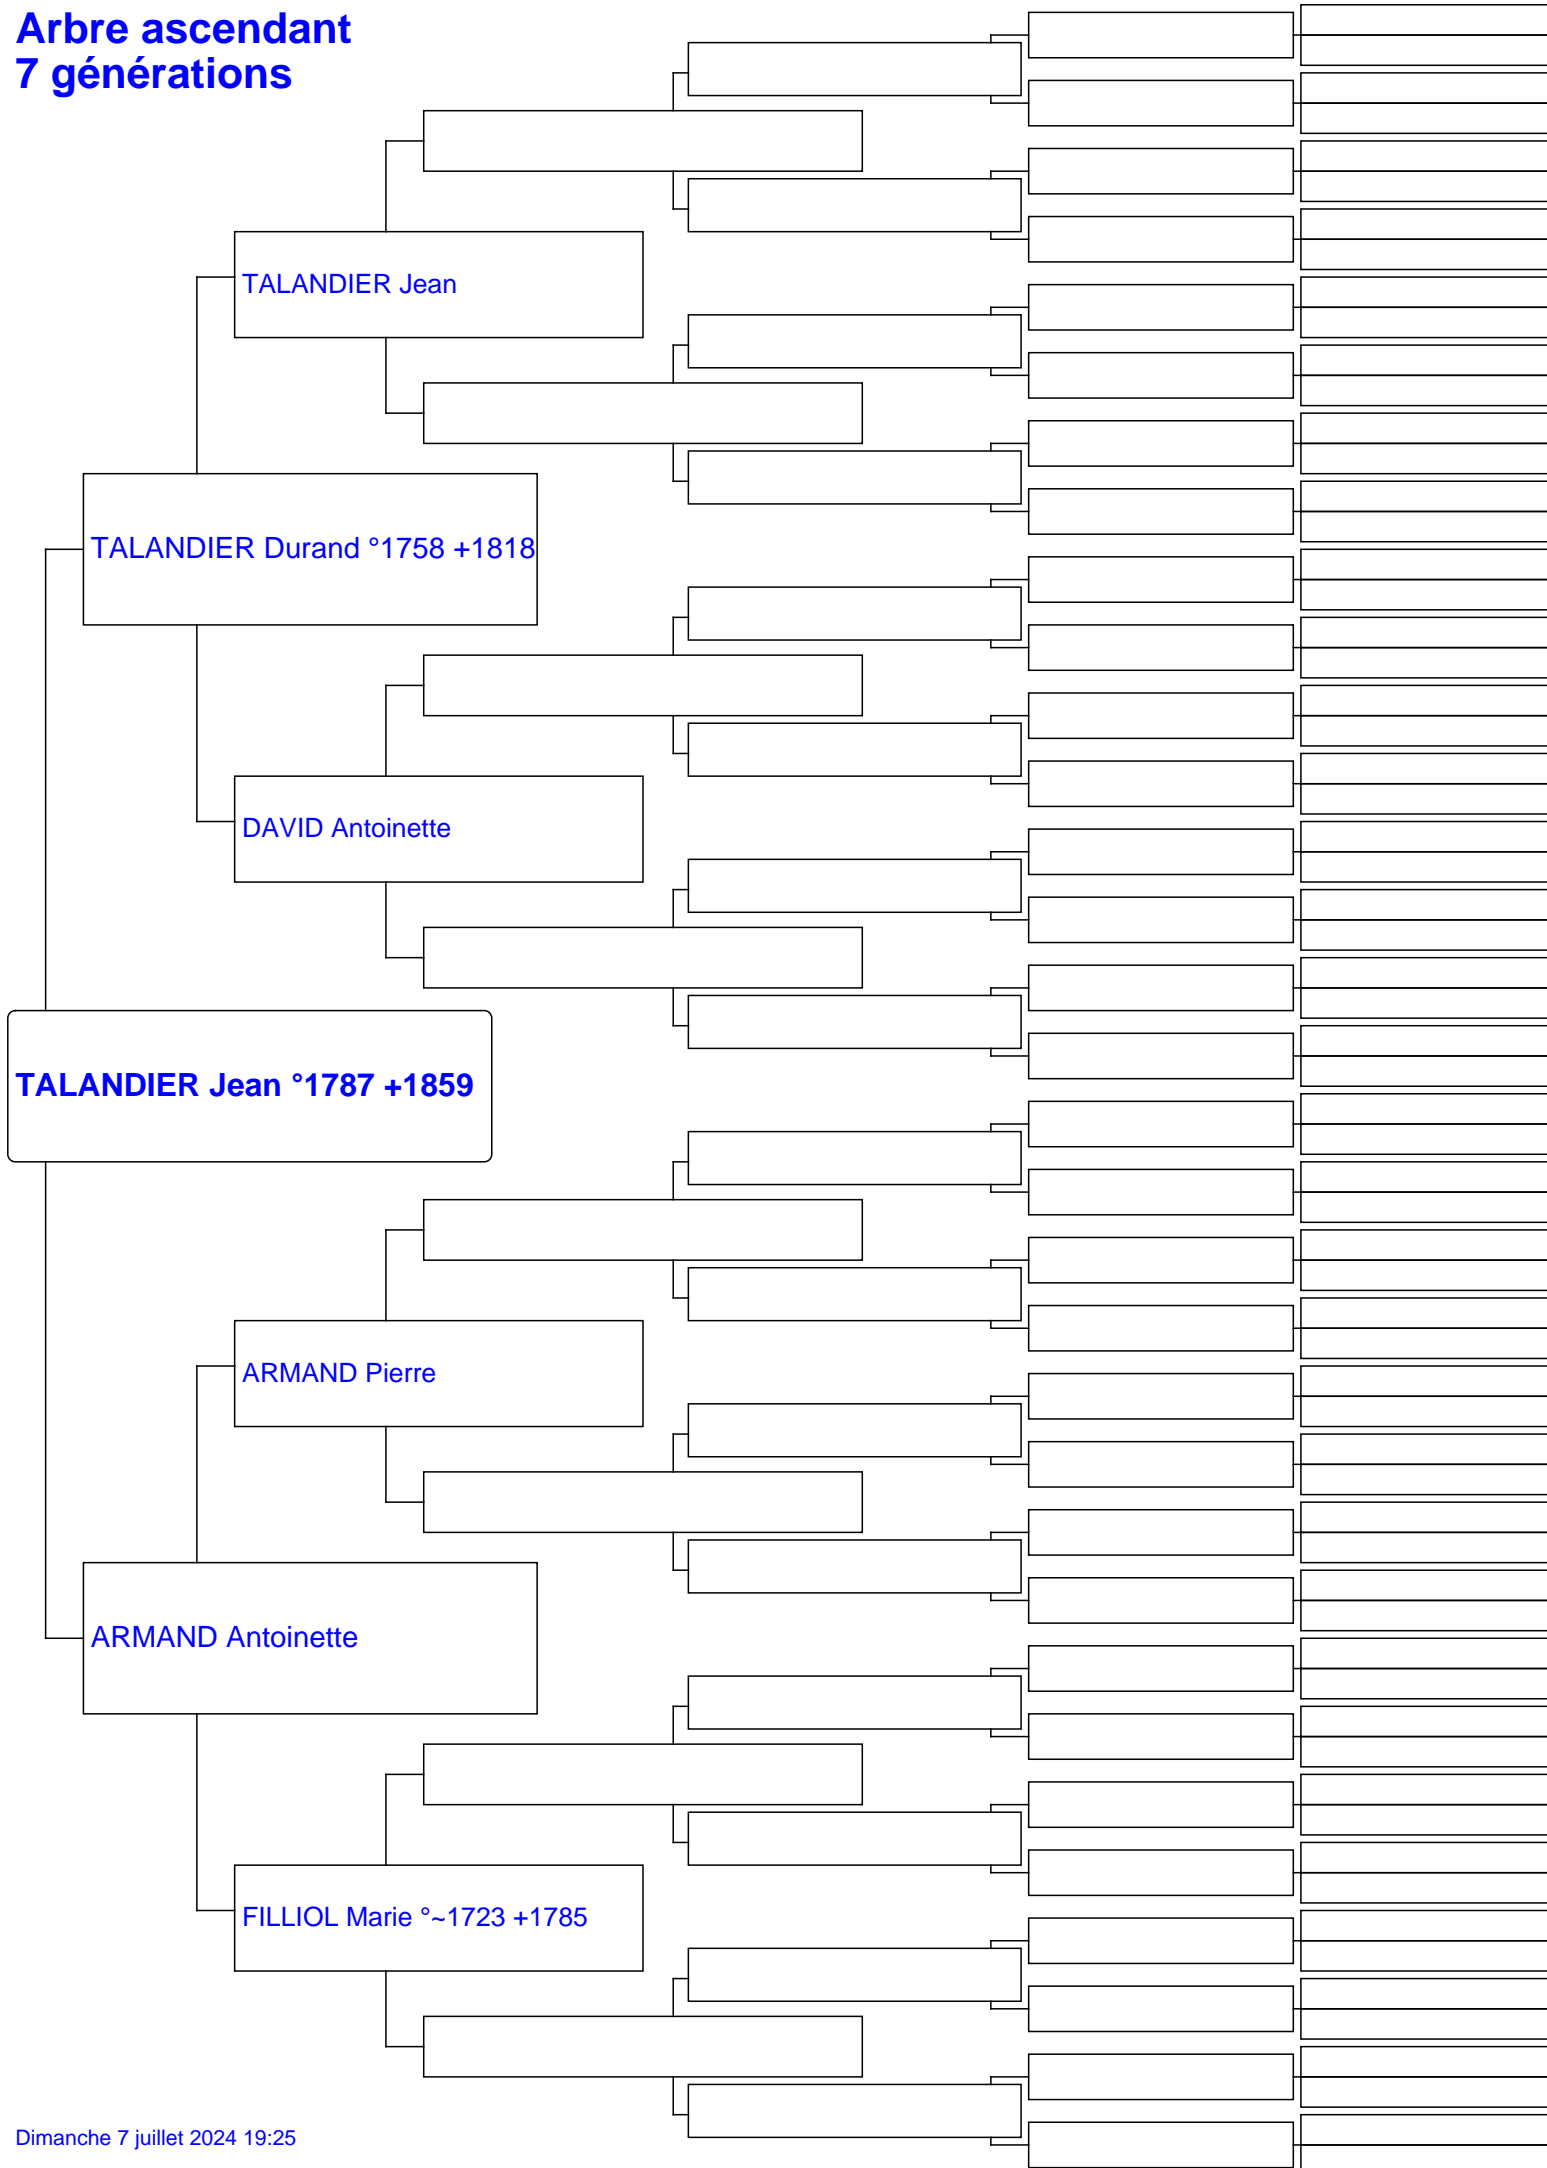 Arbre ascendant
7 générations
TALANDIER Jean
TALANDIER Durand °1758 +1818
DAVID Antoinette
TALANDIER Jean °1787 +1859
ARMAND Pierre
ARMAND Antoinette
FILLIOL Marie °~1723 +1785
Dimanche 7 juillet 2024 19:25